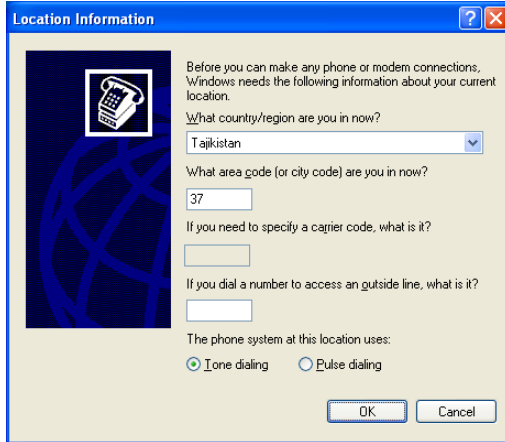 Location Information
Before you can make any phone or modem connections,
Windows needs the following information about your current
location.
What country/region are you in now?
Tajikistan
What area code (or city code) are you in now?
37
If you need to specify a carrier code, what is it?
If you dial a number to access an outside line, what is it?
The phone system at this location uses:
Tone dialing Pulse dialing
OK Cancel